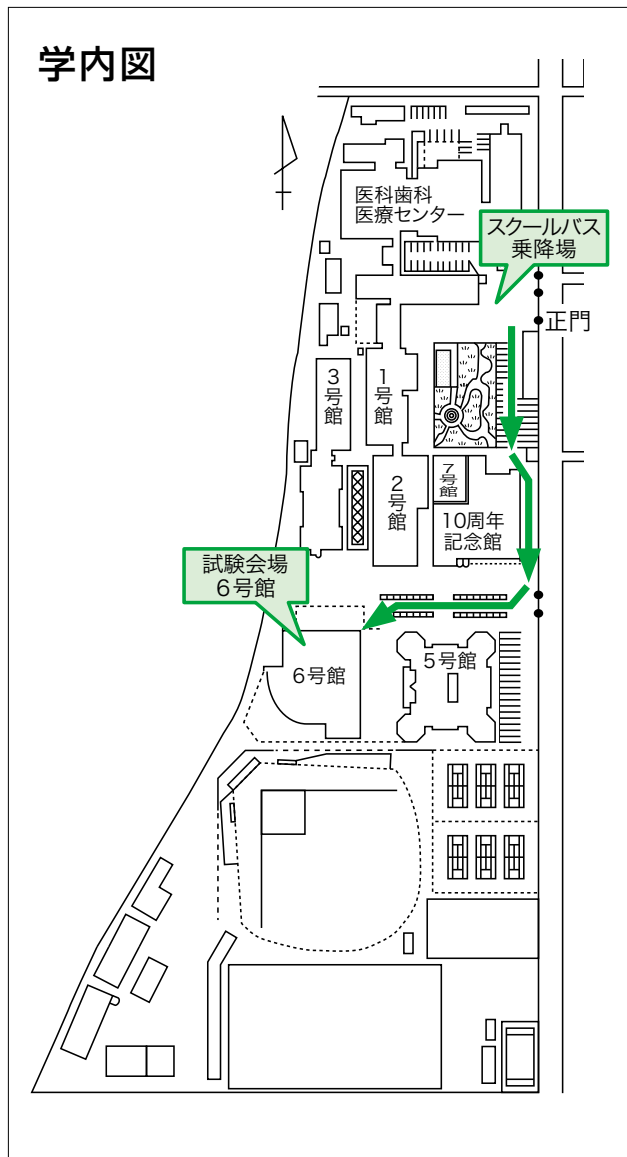 学内図
医科歯科
医療センター
スクールバス
乗降場
正門
3号館
1号館
2号館
7号館
10周年
記念館
試験会場
6号館
6号館
5号館